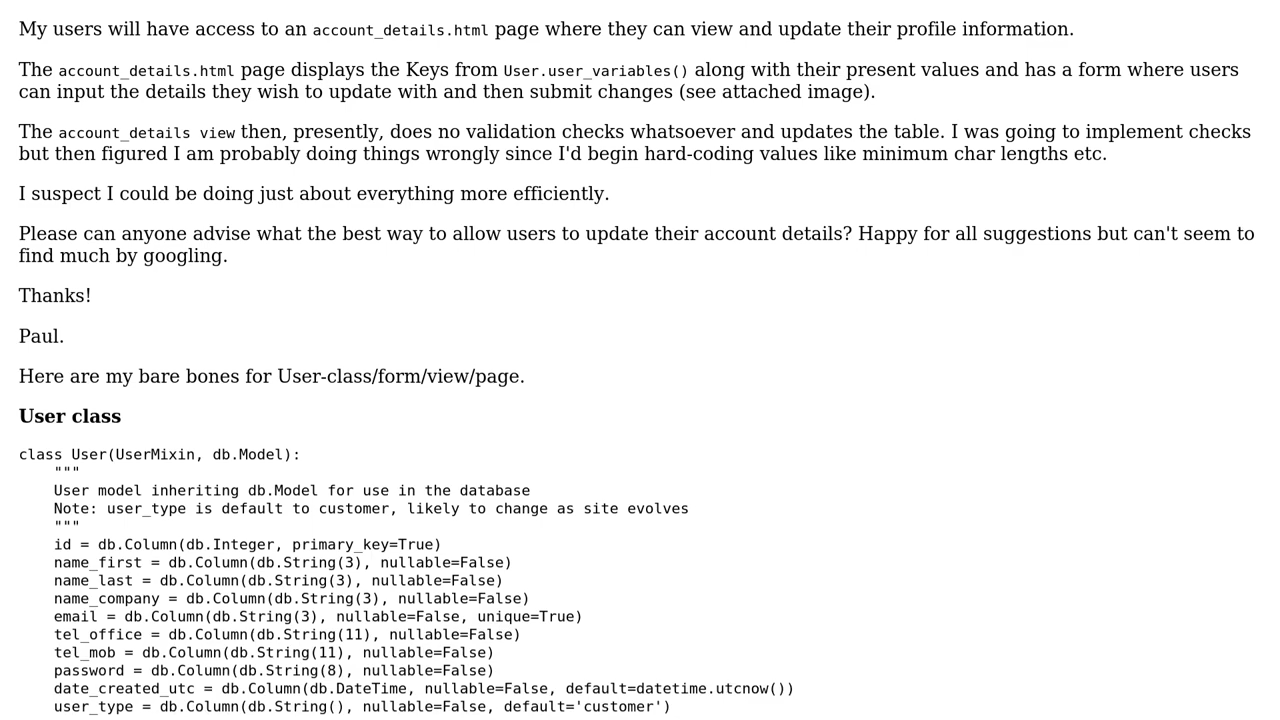 My users will have access to an account_details.html page where they can view and update their profile information.
The account_details.html page displays the Keys from User.user_variables() along with their present values and has a form where users
can input the details they wish to update with and then submit changes (see attached image).
The account_details view then, presently, does no validation checks whatsoever and updates the table. I was going to implement checks
but then figured I am probably doing things wrongly since I'd begin hard-coding values like minimum char lengths etc.
I suspect I could be doing just about everything more efficiently.
Please can anyone advise what the best way to allow users to update their account details? Happy for all suggestions but can't seem to
find much by googling.
Thanks!
Paul.
Here are my bare bones for User-class/form/view/page.
User class
class User(UserMixin, db.Model):
    """
    User model inheriting db.Model for use in the database
    Note: user_type is default to customer, likely to change as site evolves
    """
    id = db.Column(db.Integer, primary_key=True)
    name_first = db.Column(db.String(3), nullable=False)
    name_last = db.Column(db.String(3), nullable=False)
    name_company = db.Column(db.String(3), nullable=False)
    email = db.Column(db.String(3), nullable=False, unique=True)
    tel_office = db.Column(db.String(11), nullable=False)
    tel_mob = db.Column(db.String(11), nullable=False)
    password = db.Column(db.String(8), nullable=False)
    date_created_utc = db.Column(db.DateTime, nullable=False, default=datetime.utcnow())
    user_type = db.Column(db.String(), nullable=False, default='customer')